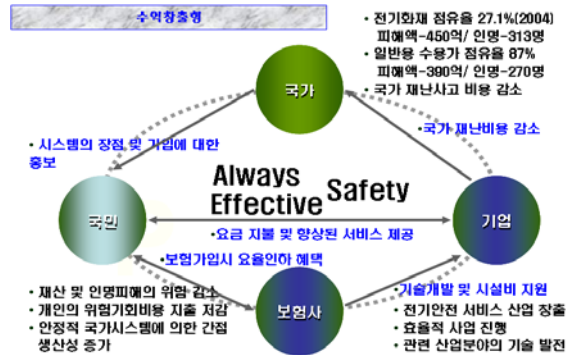 수익창출형
• 전기화재 점유율 27.1%(2004)
피해액-450억/ 인명-313명
• 일반용 수용가 점유율 87%
피해액-390억/ 인명-270명
• 국가 재난사고 비용 감소
국가
• 국가 재난비용 감소
• 시스템의 장점 및 가입에 대한
홍보
Always
Effective Safety
국민
기업
• 요금 지불 및 향상된 서비스 제공
• 보험가입시 요율인하 혜택
보험사
• 재산 및 인명피해의 위험 감소
• 개인의 위험기회비용 지출 저감
• 안정적 국가시스템에 의한 간접
생산성 증가
• 기술개발 및 시설비 지원
• 전기안전 서비스 산업 창출
• 효율적 사업 진행
• 관련 산업분야의 기술 발전